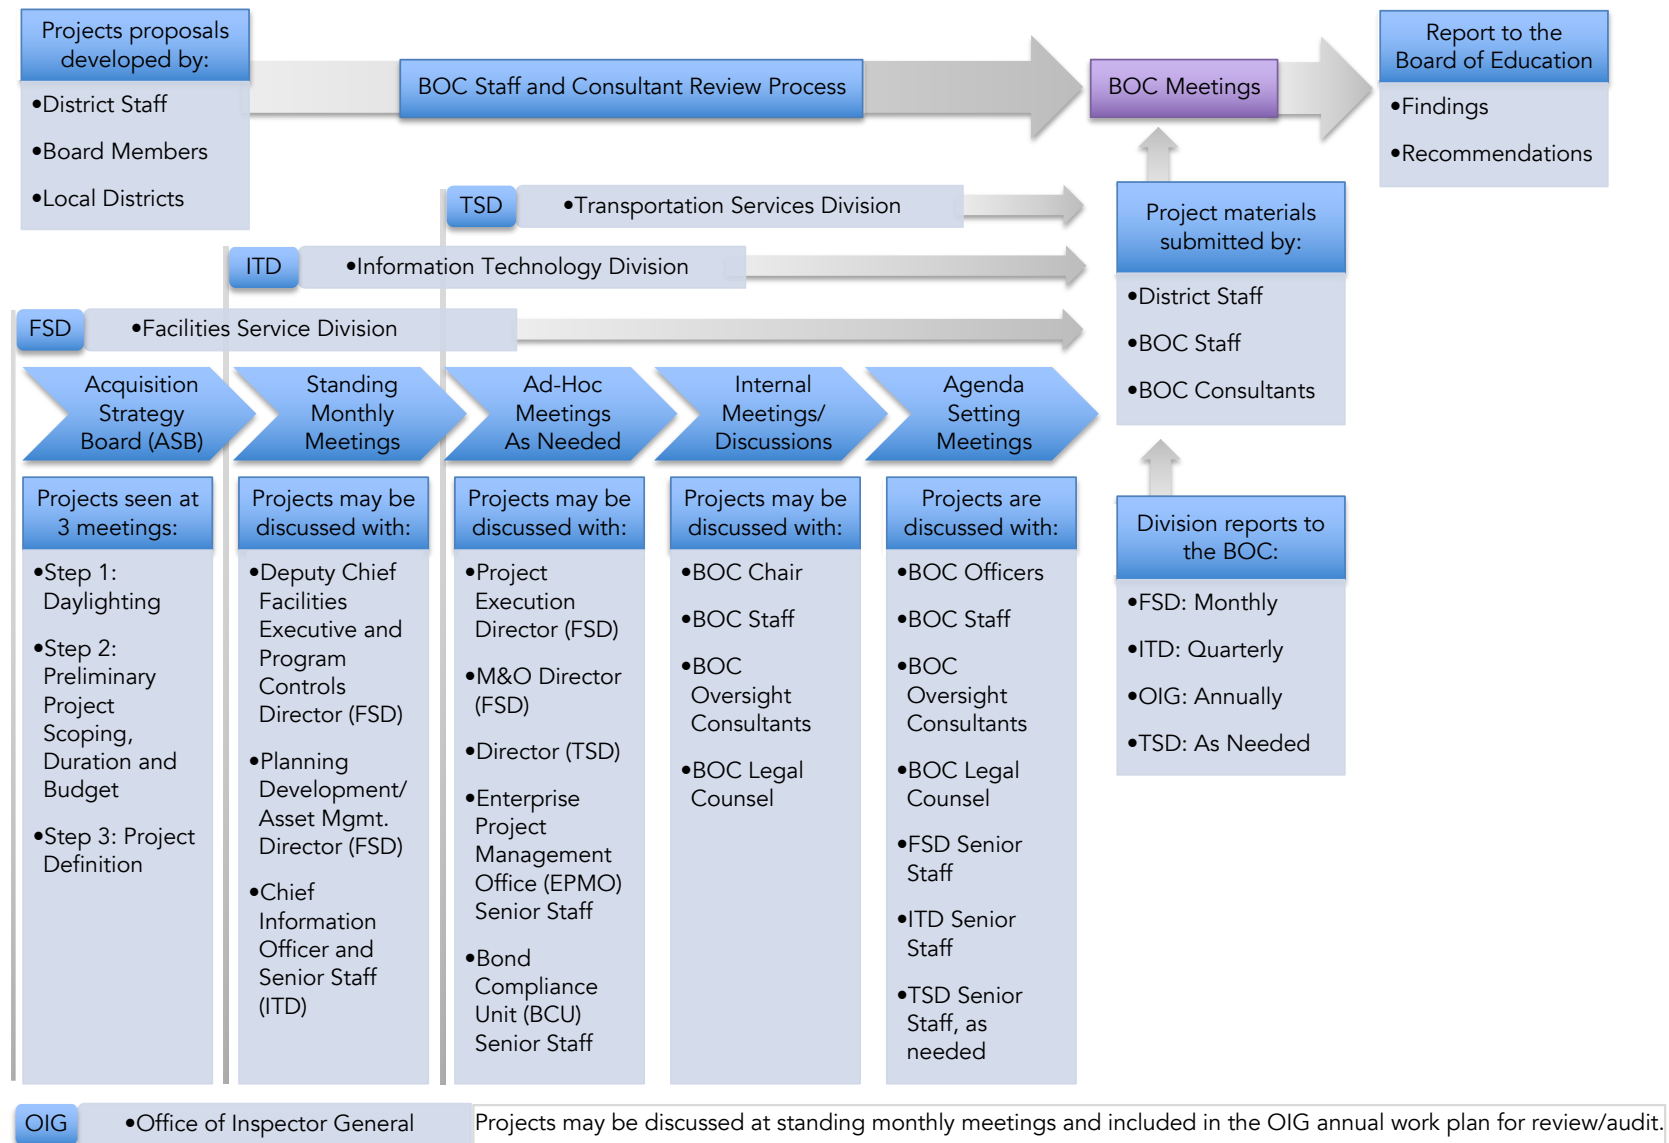 Projects proposals
developed by:
•District Staff
•Board Members
•Local Districts
BOC Staff and Consultant Review Process
BOC Meetings
Report to the
Board of Education
•Findings
•Recommendations
TSD
•Transportation Services Division
ITD
•Information Technology Division
FSD
•Facilities Service Division
Project materials
submitted by:
•District Staff
•BOC Staff
•BOC Consultants
Acquisition
Strategy
Board (ASB)
Standing
Monthly
Meetings
Ad-Hoc
Meetings
As Needed
Internal
Meetings/
Discussions
Agenda
Setting
Meetings
Projects seen at
3 meetings:
•Step 1:
Daylighting
•Step 2:
Preliminary
Project
Scoping,
Duration and
Budget
•Step 3: Project
Definition
Projects may be
discussed with:
•Deputy Chief
Facilities
Executive and
Program
Controls
Director (FSD)
•Planning
Development/
Asset Mgmt.
Director (FSD)
•Chief
Information
Officer and
Senior Staff
(ITD)
Projects may be
discussed with:
•Project
Execution
Director (FSD)
•M&O Director
(FSD)
•Director (TSD)
•Enterprise
Project
Management
Office (EPMO)
Senior Staff
•Bond
Compliance
Unit (BCU)
Senior Staff
Projects may be
discussed with:
•BOC Chair
•BOC Staff
•BOC
Oversight
Consultants
•BOC Legal
Counsel
Projects are
discussed with:
•BOC Officers
•BOC Staff
•BOC
Oversight
Consultants
•BOC Legal
Counsel
•FSD Senior
Staff
•ITD Senior
Staff
•TSD Senior
Staff, as
needed
Division reports to
the BOC:
•FSD: Monthly
•ITD: Quarterly
•OIG: Annually
•TSD: As Needed
OIG
•Office of Inspector General
Projects may be discussed at standing monthly meetings and included in the OIG annual work plan for review/audit.